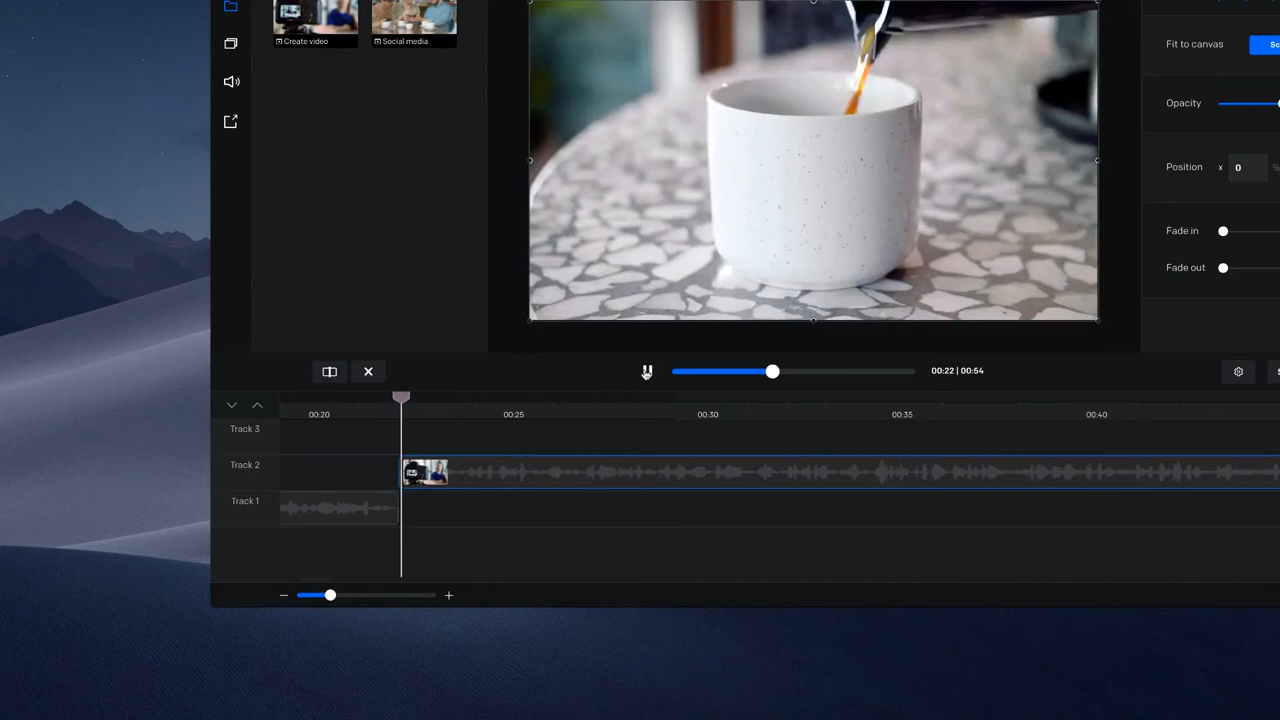 Create video
Social media
Fit to canvas
Opacity
Position
x
0
Fade in
Fade out
00:22 | 00:54
00:20
00:25
00:30
00:35
00:40
Track 3
Track 2
Track 1